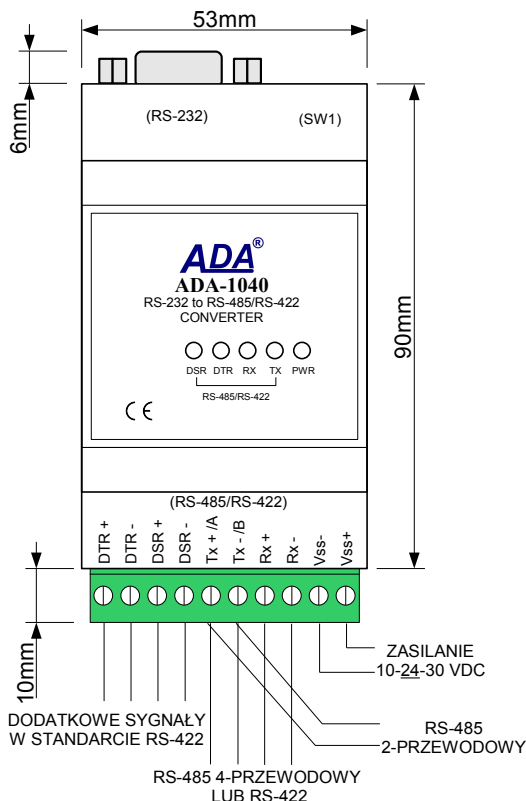 53mm
6mm
(RS-232)
(SW1)
ADA®
ADA-1040
RS-232 to RS-485/RS-422
CONVERTER
DSR DTR RX TX PWR
RS-485/RS-422
CE
90mm
(RS-485/RS-422)
DTR +
DTR -
DSR +
DSR -
Tx + /A
Tx - /B
Rx +
Rx -
Vss-
Vss+
10mm
ZASILANIE
10-24-30 VDC
DODATKOWE SYGNAŁY
W STANDARCIE RS-422
RS-485
2-PRZEWODOWY
RS-485 4-PRZEWODOWY
LUB RS-422